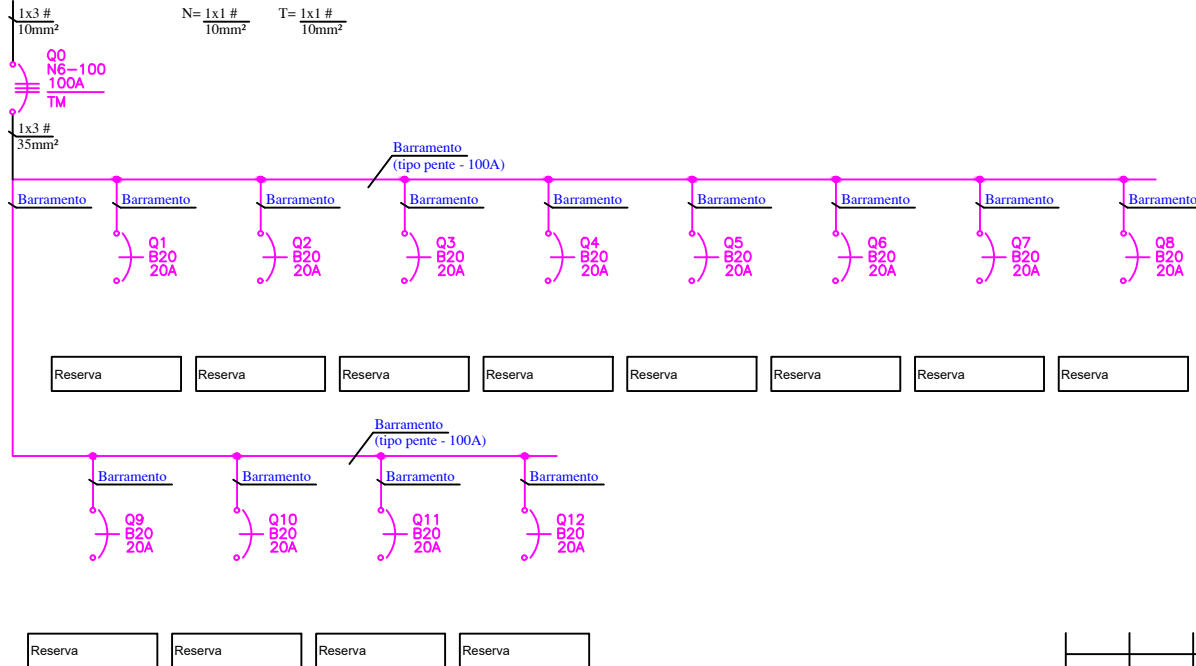 1x3 #
10mm²
N= 1x1 #
10mm²
T= 1x1 #
10mm²
Q0
N6-100
100A
TM
1x3 #
35mm²
Barramento
(tipo pente - 100A)
Barramento
Barramento
Barramento
Barramento
Barramento
Barramento
Barramento
Barramento
Barramento
Q1
B20
20A
Q2
B20
20A
Q3
B20
20A
Q4
B20
20A
Q5
B20
20A
Q6
B20
20A
Q7
B20
20A
Q8
B20
20A
Reserva
Reserva
Reserva
Reserva
Reserva
Reserva
Reserva
Reserva
Barramento
(tipo pente - 100A)
Barramento
Barramento
Barramento
Barramento
Q9
B20
20A
Q10
B20
20A
Q11
B20
20A
Q12
B20
20A
Reserva
Reserva
Reserva
Reserva